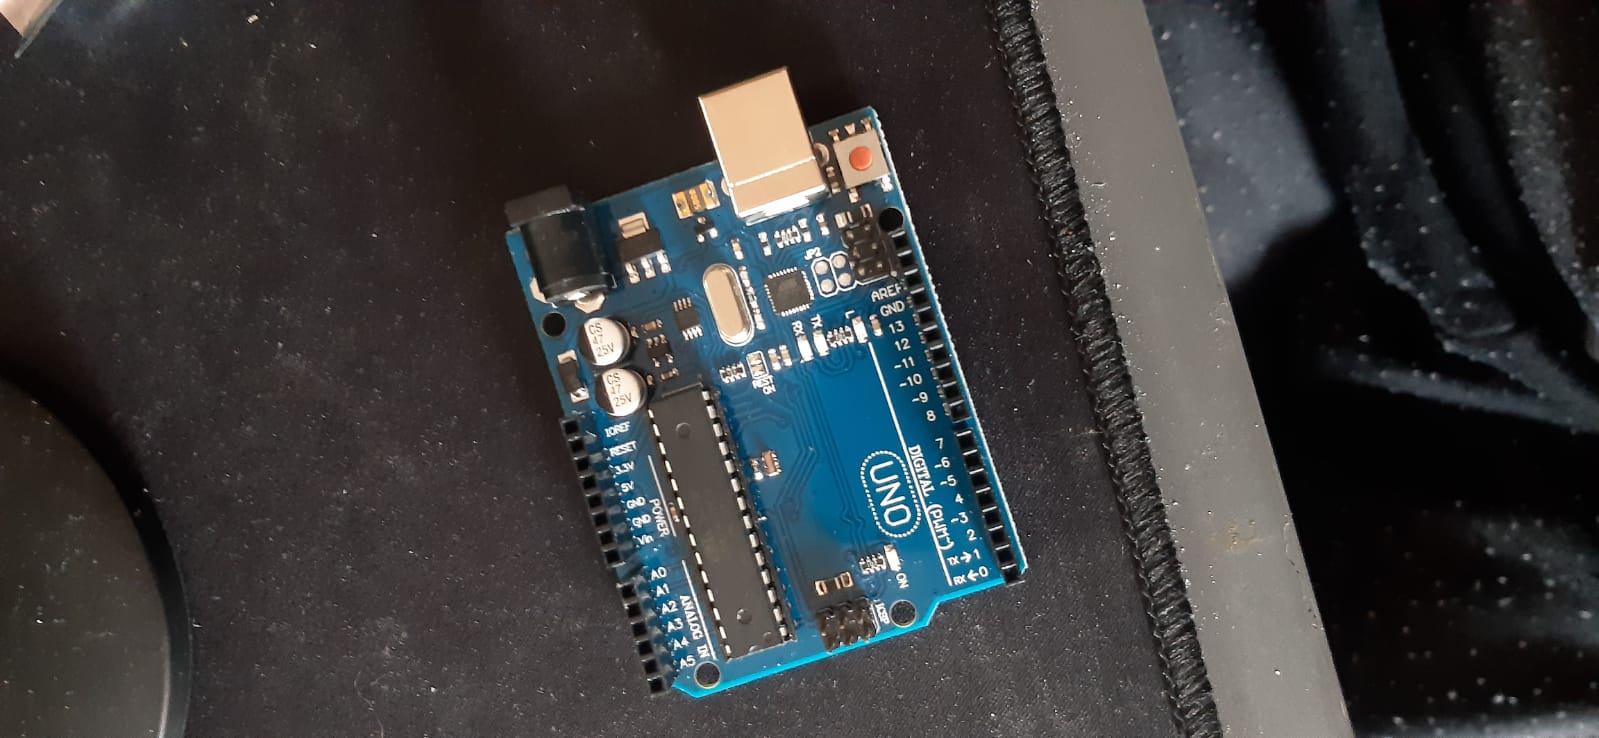 JP2
AREF
GND
13
12
~11
~10
~9
8
7
~6
~5
4
~3
2
TX→1
RX←0
DIGITAL (PWM~)
L
TX
RX
CS
47
25V
CS
47
25V
IOREF
RESET
3.3V
5V
GND
GND
Vin
POWER
A0
A1
A2
A3
A4
A5
ANALOG IN
UNO
ON
ICSP